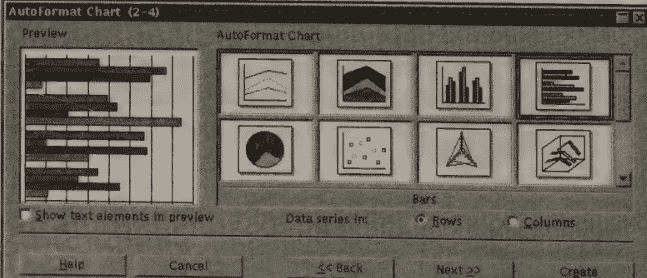 AutoFormat Chart (2-4)
Preview
AutoFormat Chart
Bars
Show text elements in preview
Data series in:
Rows
Columns
Help
Cancel
<< Back
Next >>
Create